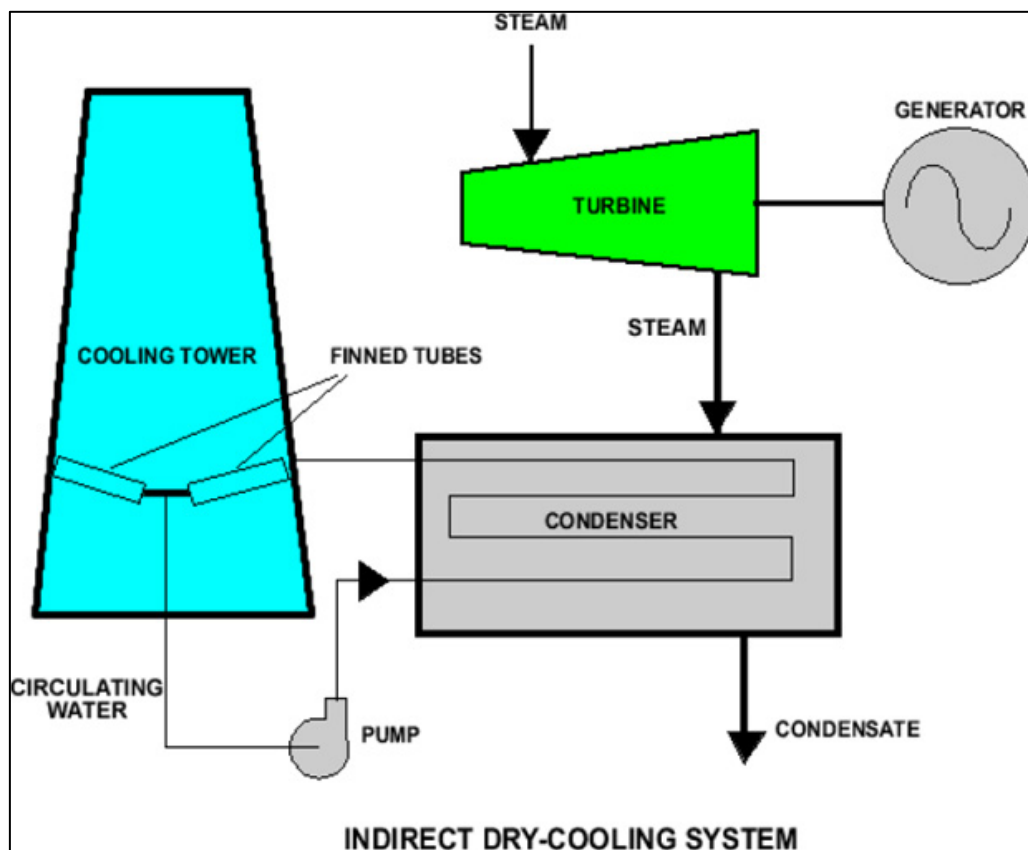 STEAM
GENERATOR
TURBINE
STEAM
COOLING TOWER
FINNED TUBES
CONDENSER
CIRCULATING
WATER
PUMP
CONDENSATE
INDIRECT DRY-COOLING SYSTEM